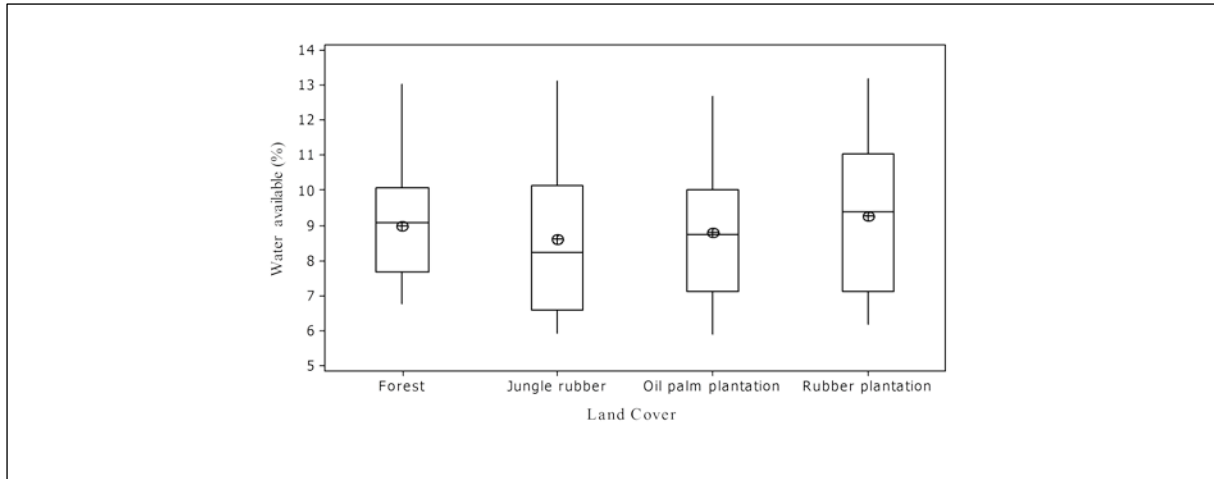 14
13
12
11
10
9
8
7
6
5
Water available (%)
Forest
Jungle rubber
Oil palm plantation
Rubber plantation
Land Cover